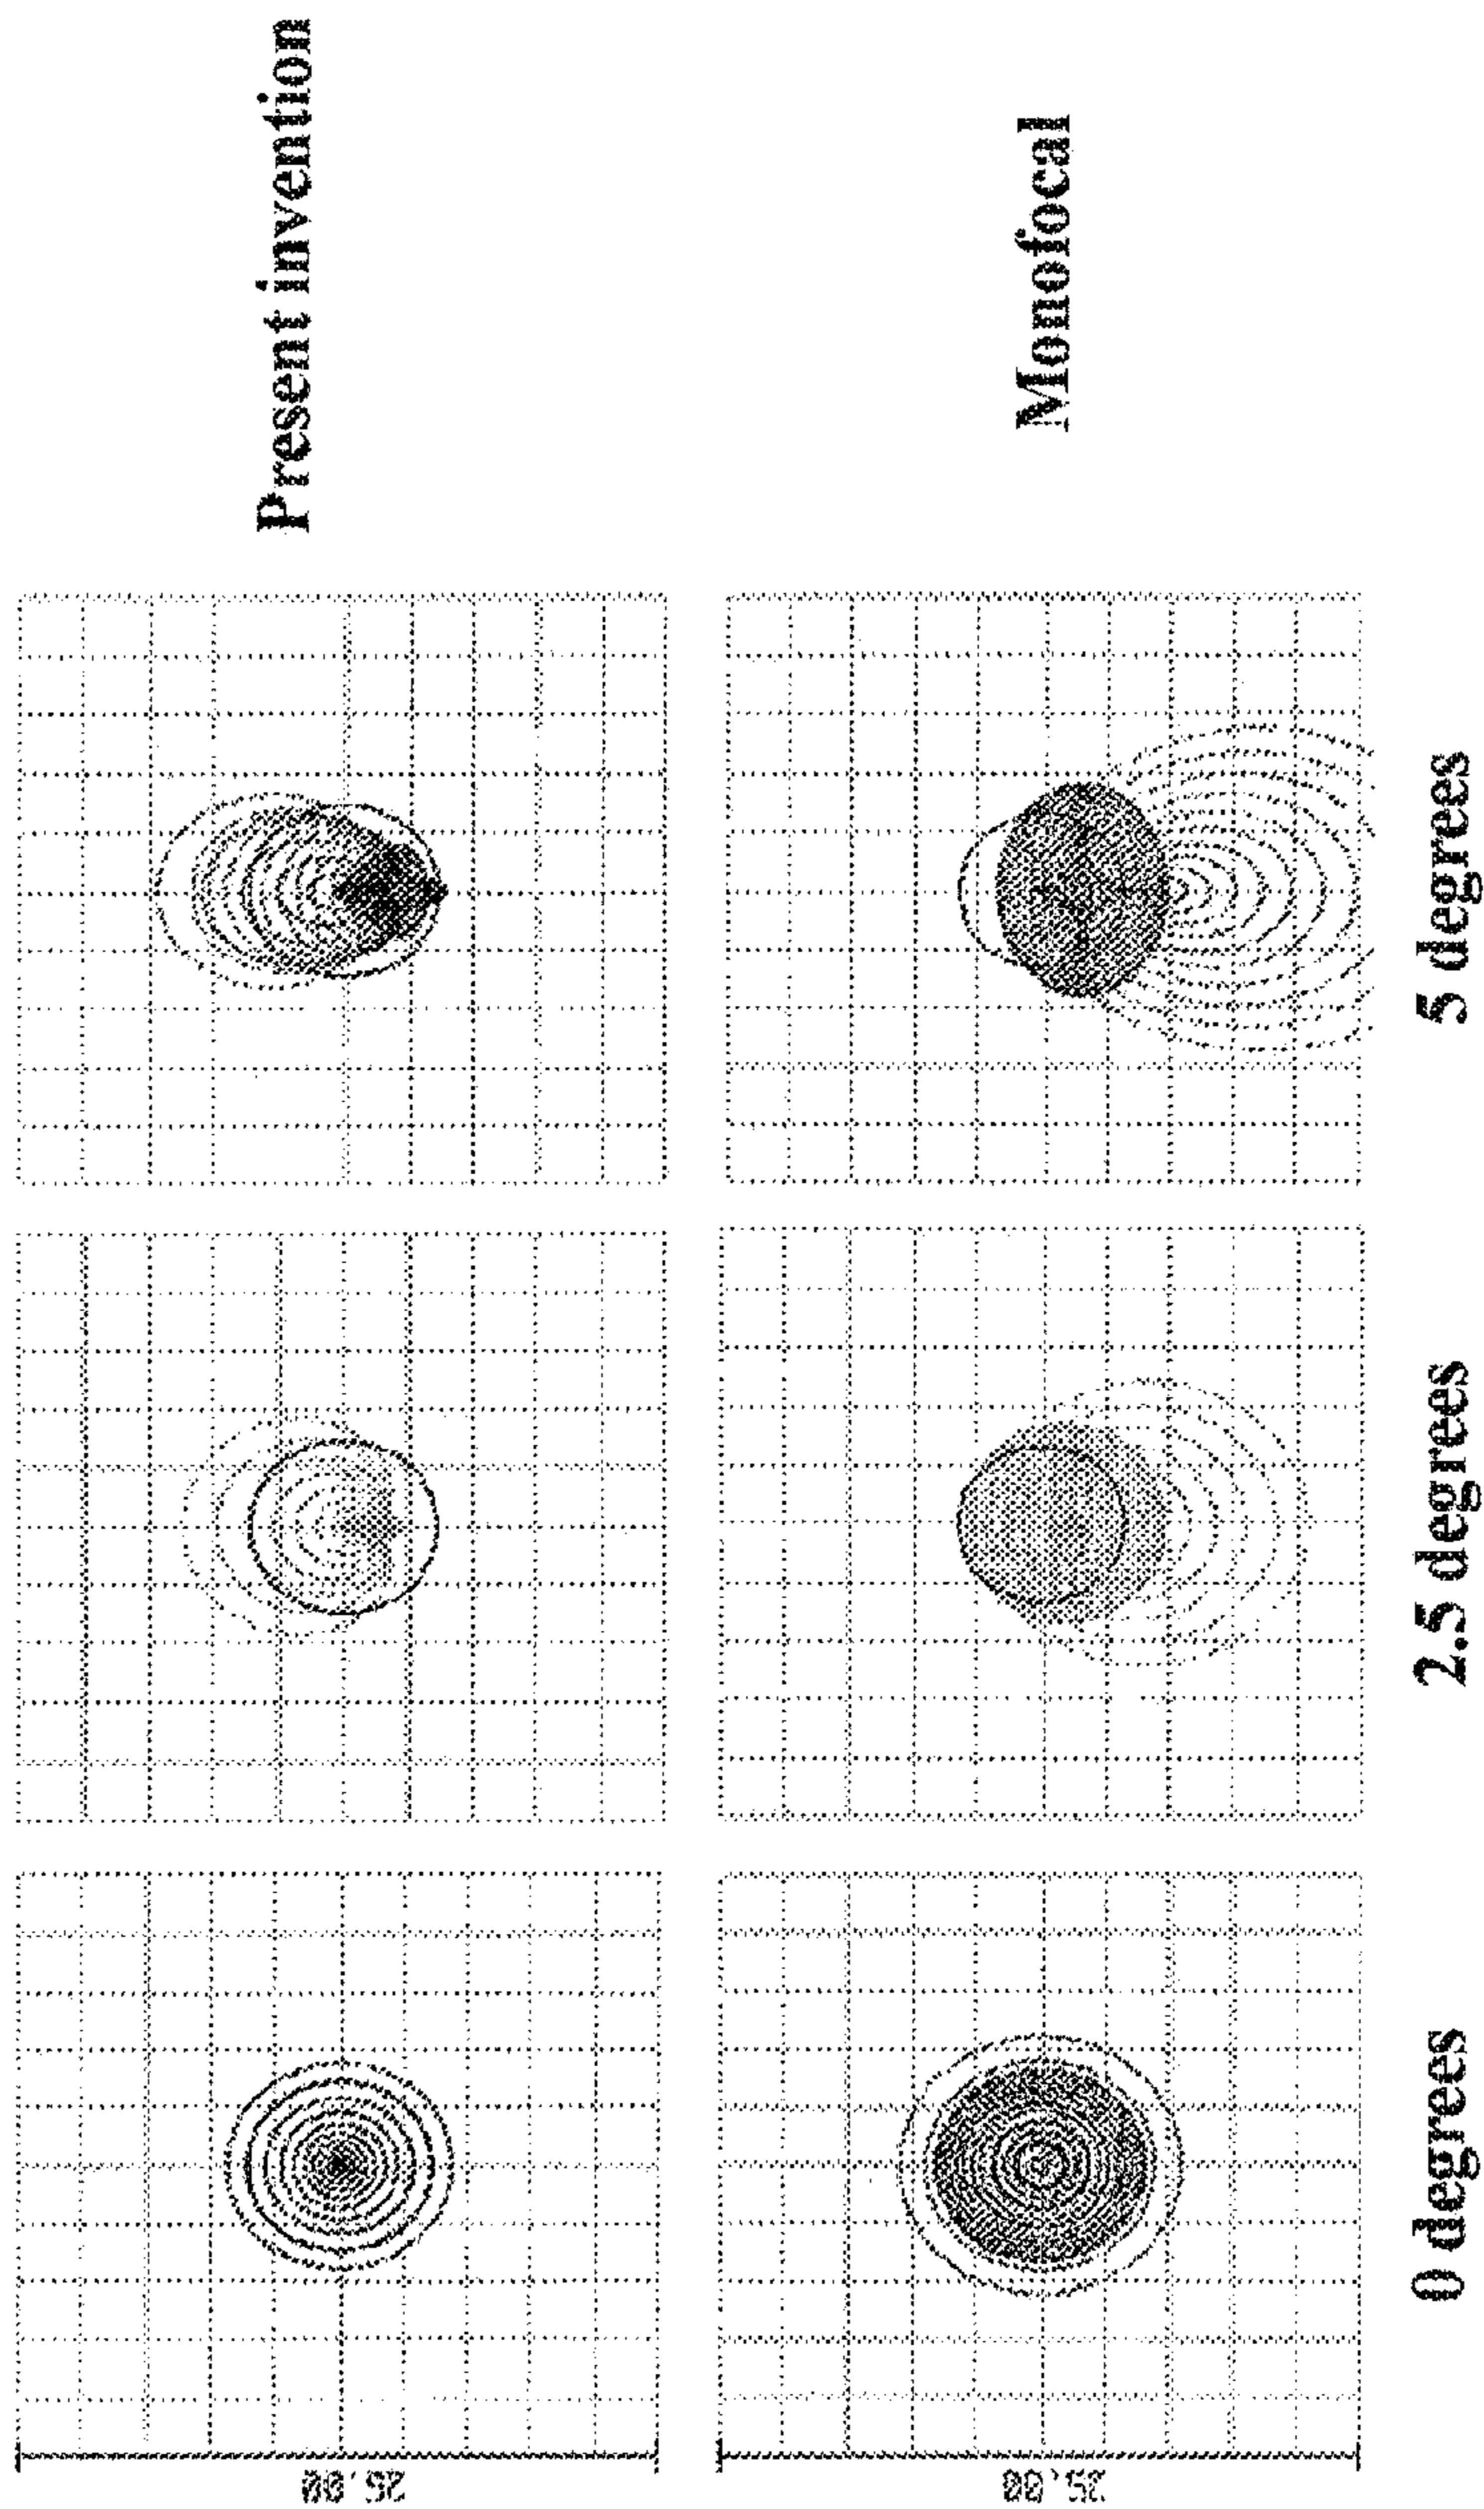 25.00
Present invention
25.00
Monofocal
0 degrees
2.5 degrees
5 degrees